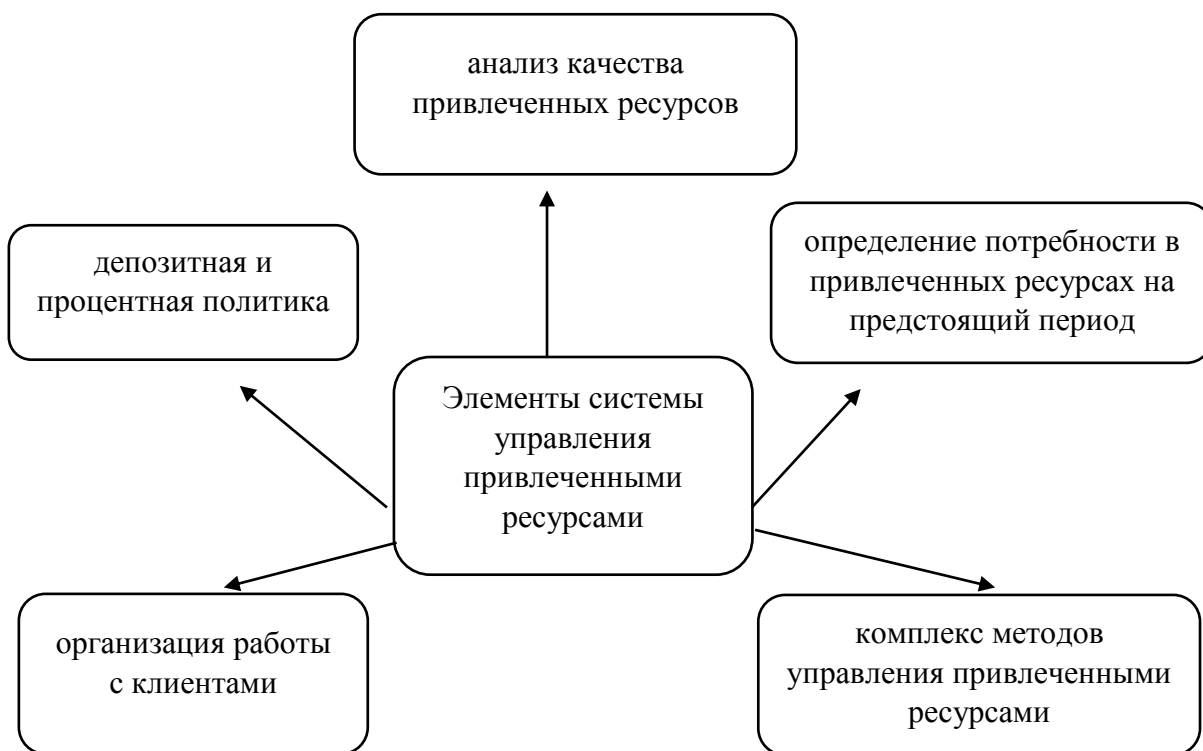 анализ качества
привлеченных ресурсов
депозитная и
процентная политика
определение потребности в
привлеченных ресурсах на
предстоящий период
Элементы системы
управления
привлеченными
ресурсами
организация работы
с клиентами
комплекс методов
управления привлеченными
ресурсами